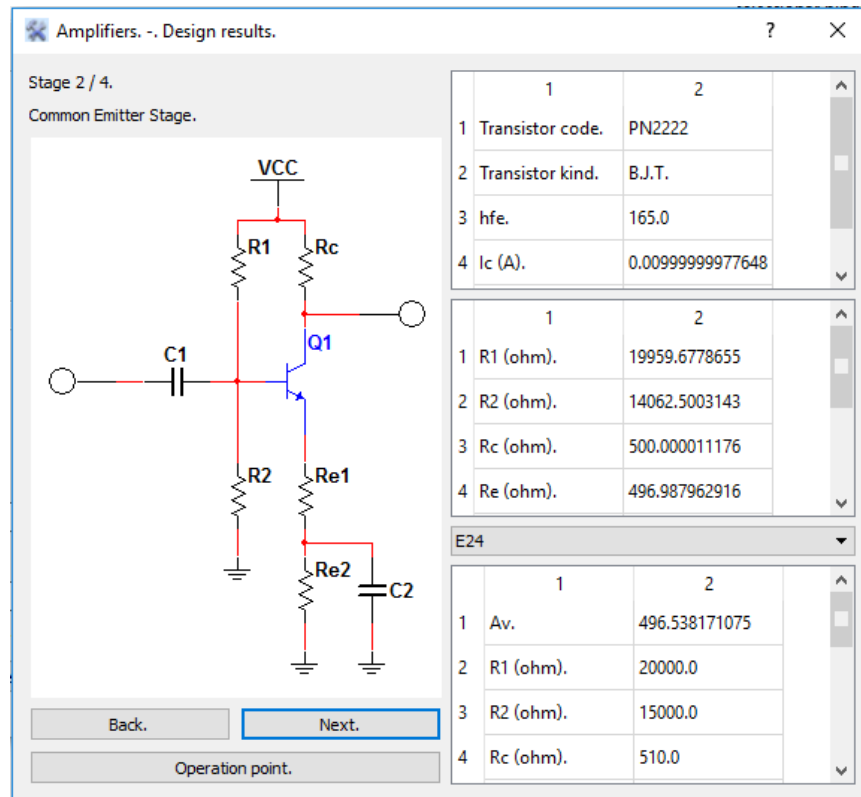 Amplifiers. -. Design results.
?
Stage 2 / 4.
Common Emitter Stage.
VCC
R1
Rc
Q1
C1
R2
Re1
Re2
C2
Back.
Next.
Operation point.
1 2
1 Transistor code. PN2222
2 Transistor kind. B.J.T.
3 hfe. 165.0
4 Ic (A). 0.00999999977648
1 2
1 R1 (ohm). 19959.6778655
2 R2 (ohm). 14062.5003143
3 Rc (ohm). 500.000011176
4 Re (ohm). 496.987962916
E24
1 2
1 Av. 496.538171075
2 R1 (ohm). 20000.0
3 R2 (ohm). 15000.0
4 Rc (ohm). 510.0